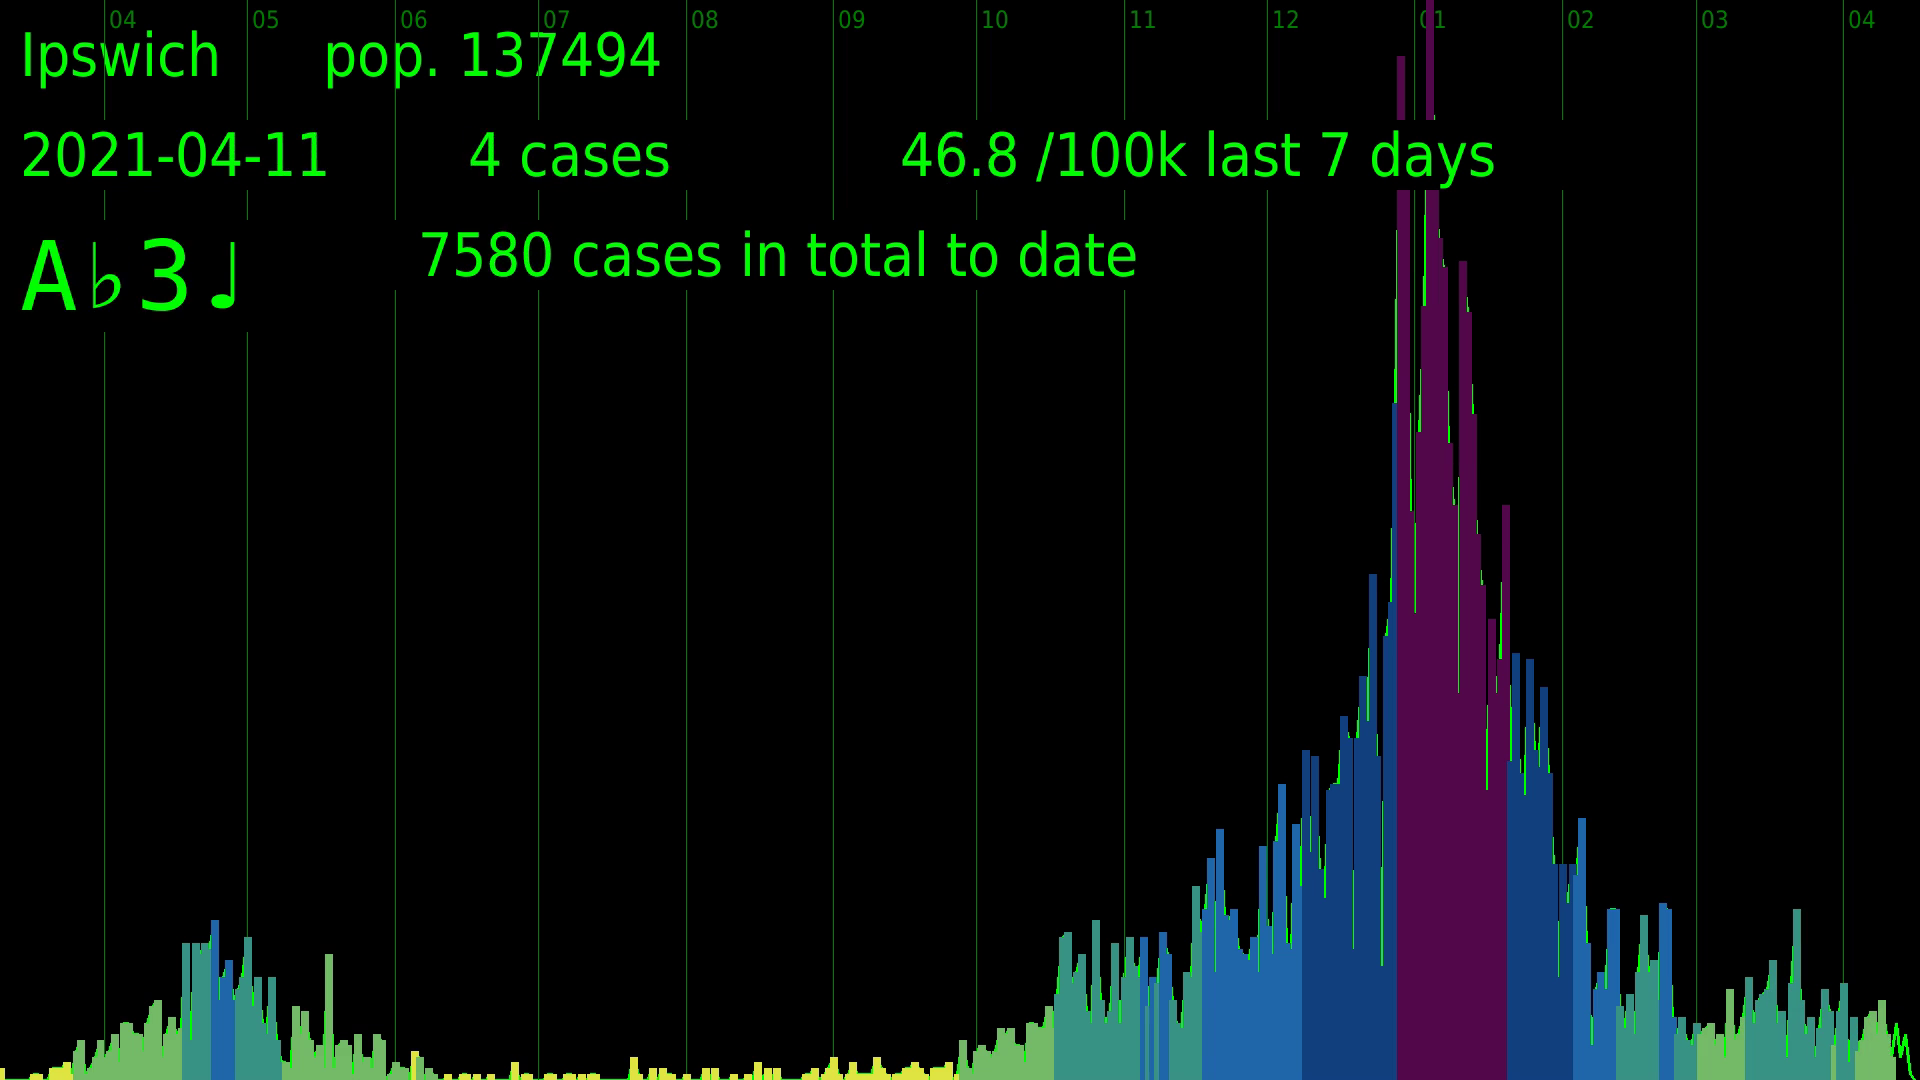 04 05 06 07 08 09 10 11 12 01 02 03 04
Ipswich pop. 137494
2021-04-11 4 cases 46.8 /100k last 7 days
A♭3♩ 7580 cases in total to date